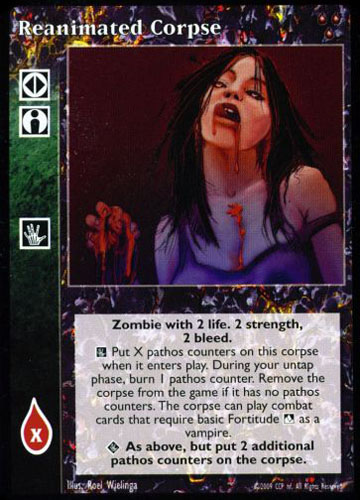 Reanimated Corpse
Zombie with 2 life. 2 strength,
2 bleed.
Put X pathos counters on this corpse
when it enters play. During your untap
phase, burn 1 pathos counter. Remove the
corpse from the game if it has no pathos
counters. The corpse can play combat
cards that require basic Fortitude as a
vampire.
As above, but put 2 additional
pathos counters on the corpse.
X
Illus: Roel Wielinga
©2009 CCP hf. All Rights Reserved